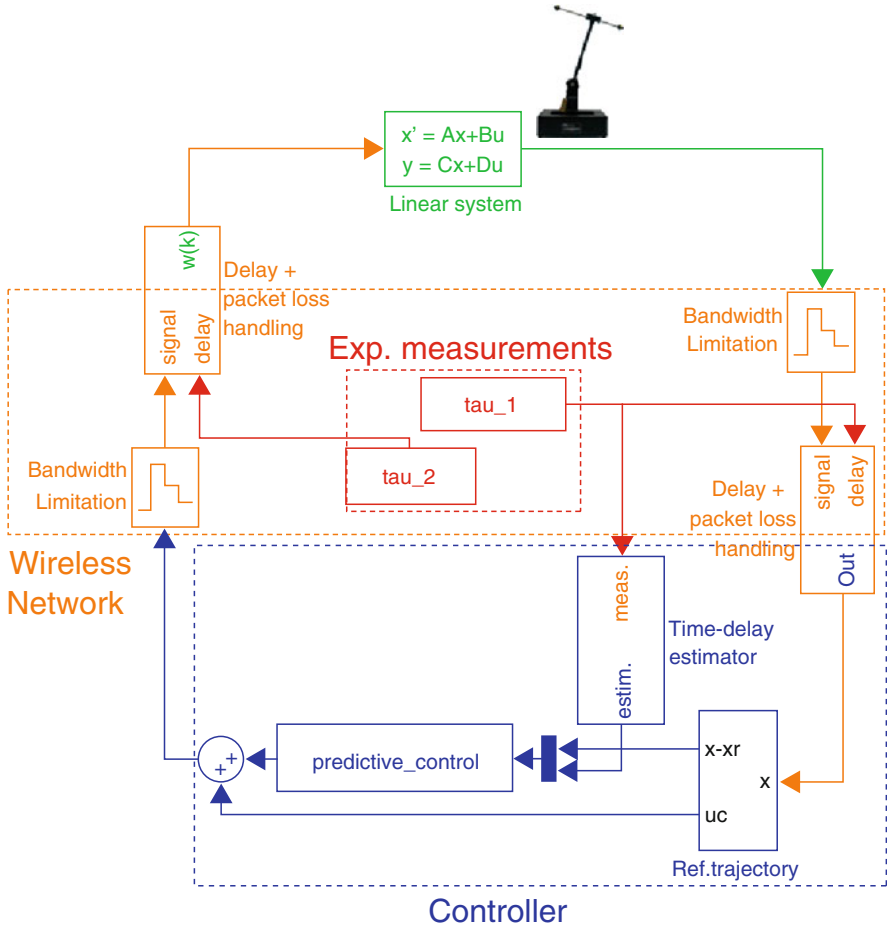 x' = Ax+Bu
y = Cx+Du
Linear system
w(k)
signal
delay
Delay +
packet loss
handling
Bandwidth
Limitation
Exp. measurements
tau_1
tau_2
Bandwidth
Limitation
signal
delay
Out
Delay +
packet loss
handling
Wireless
Network
meas.
estim.
Time-delay
estimator
predictive_control
+
+
x-xr
x
uc
Ref.trajectory
Controller